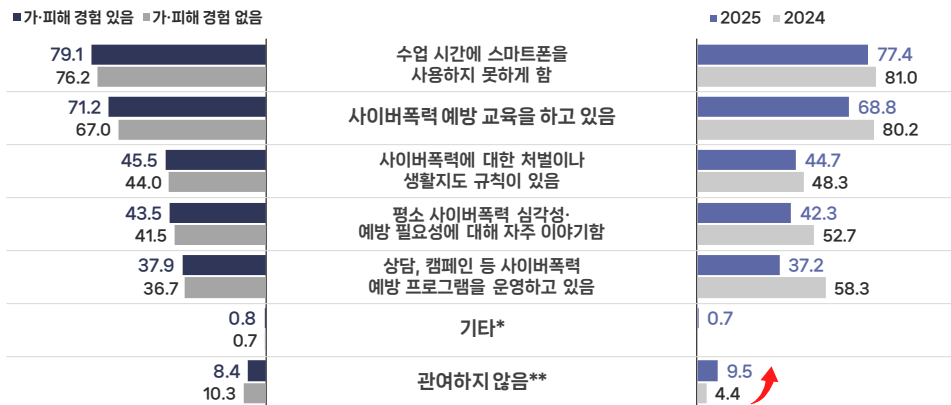 ■가·피해 경험 있음 ■가·피해 경험 없음
■2025 ■2024
79.1
76.2
수업 시간에 스마트폰을
사용하지 못하게 함
77.4
81.0
71.2
67.0
사이버폭력 예방 교육을 하고 있음
68.8
80.2
45.5
44.0
사이버폭력에 대한 처벌이나
생활지도 규칙이 있음
44.7
48.3
43.5
41.5
평소 사이버폭력 심각성·
예방 필요성에 대해 자주 이야기함
42.3
52.7
37.9
36.7
상담, 캠페인 등 사이버폭력
예방 프로그램을 운영하고 있음
37.2
58.3
0.8
0.7
기타*
0.7
8.4
10.3
관여하지 않음**
9.5
4.4